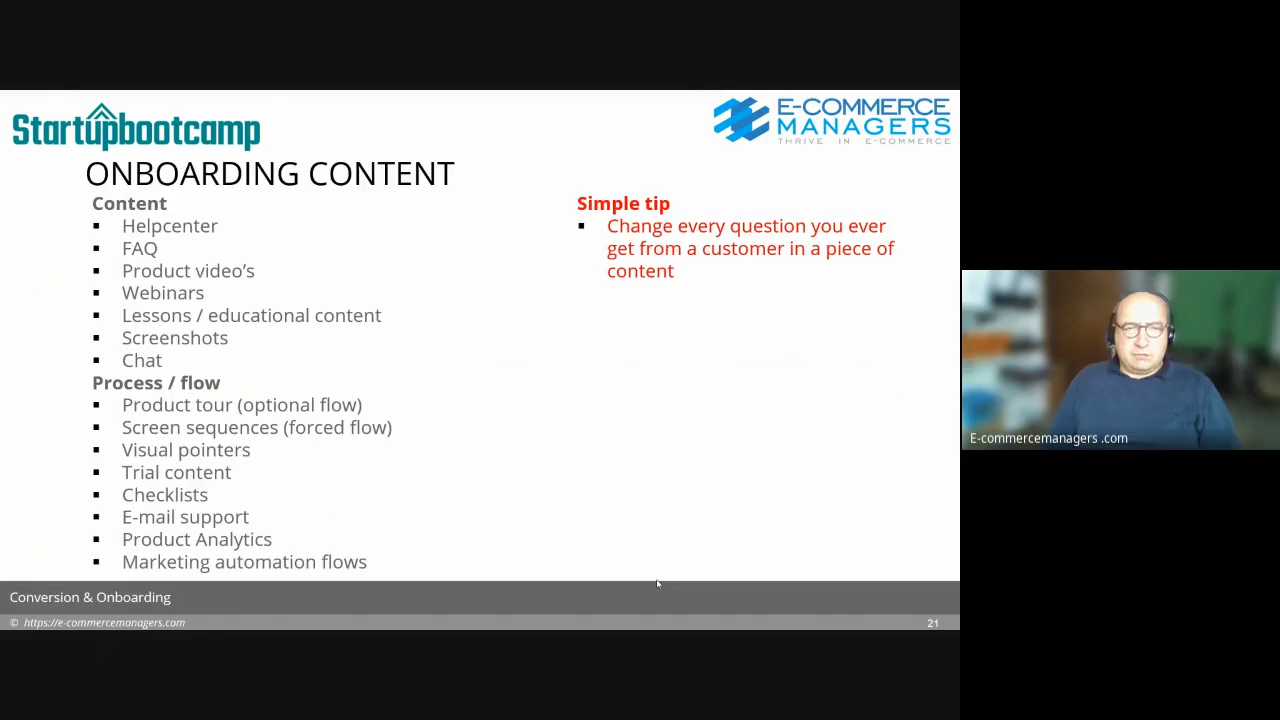 Startupbootcamp
E-COMMERCE
MANAGERS
THRIVE IN E-COMMERCE
ONBOARDING CONTENT
Content
Helpcenter
FAQ
Product video's
Webinars
Lessons / educational content
Screenshots
Chat
Process / flow
Product tour (optional flow)
Screen sequences (forced flow)
Visual pointers
Trial content
Checklists
E-mail support
Product Analytics
Marketing automation flows
Simple tip
Change every question you ever
get from a customer in a piece of
content
E-commercemanagers .com
Conversion & Onboarding
© https://e-commercemanagers.com
21